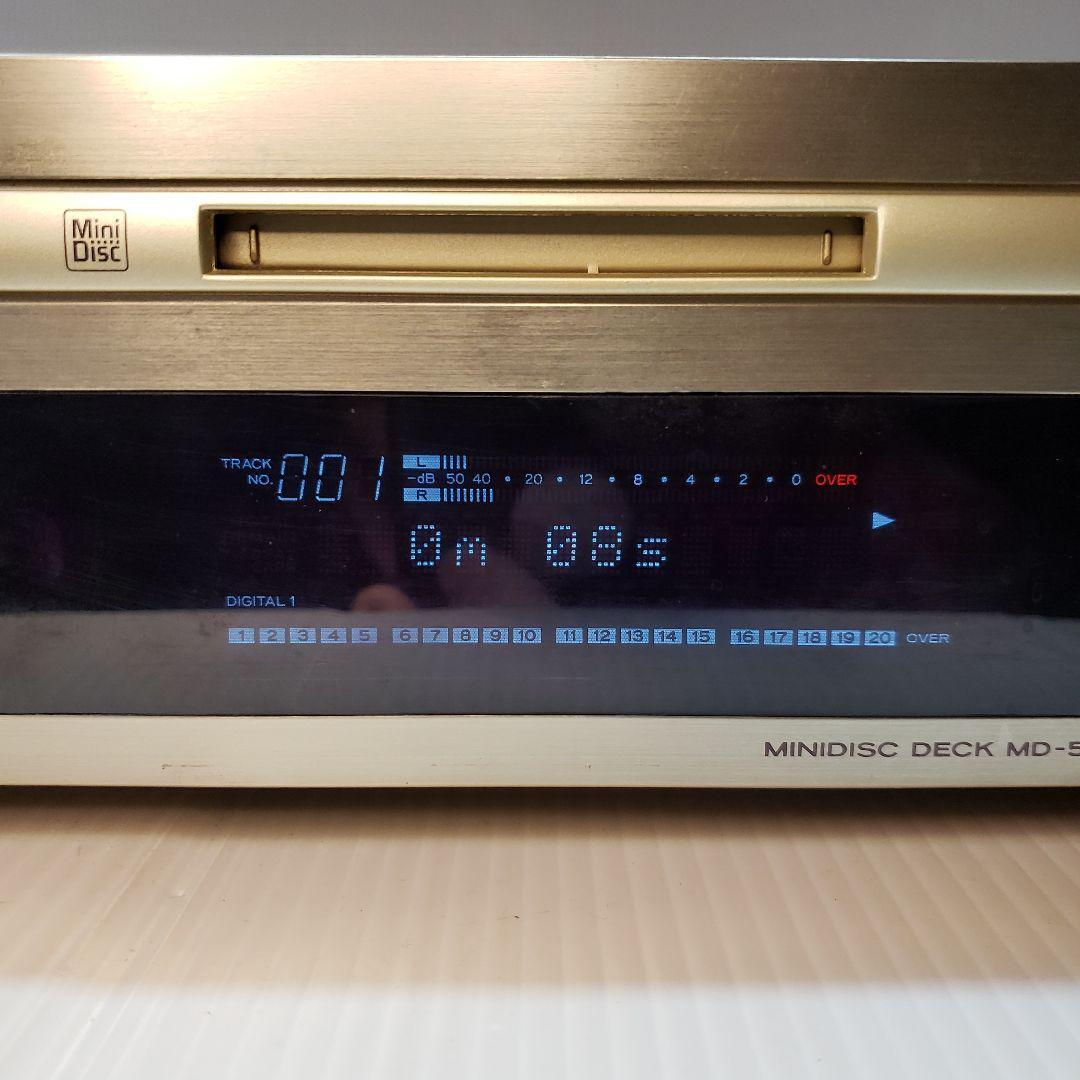 Mini
Disc
TRACK
NO. 001
L
-dB 50 40 • 20 • 12 • 8 • 4 • 2 • 0 OVER
R
0m 08s
DIGITAL 1
1 2 3 4 5 6 7 8 9 10 11 12 13 14 15 16 17 18 19 20 OVER
MINIDISC DECK MD-5